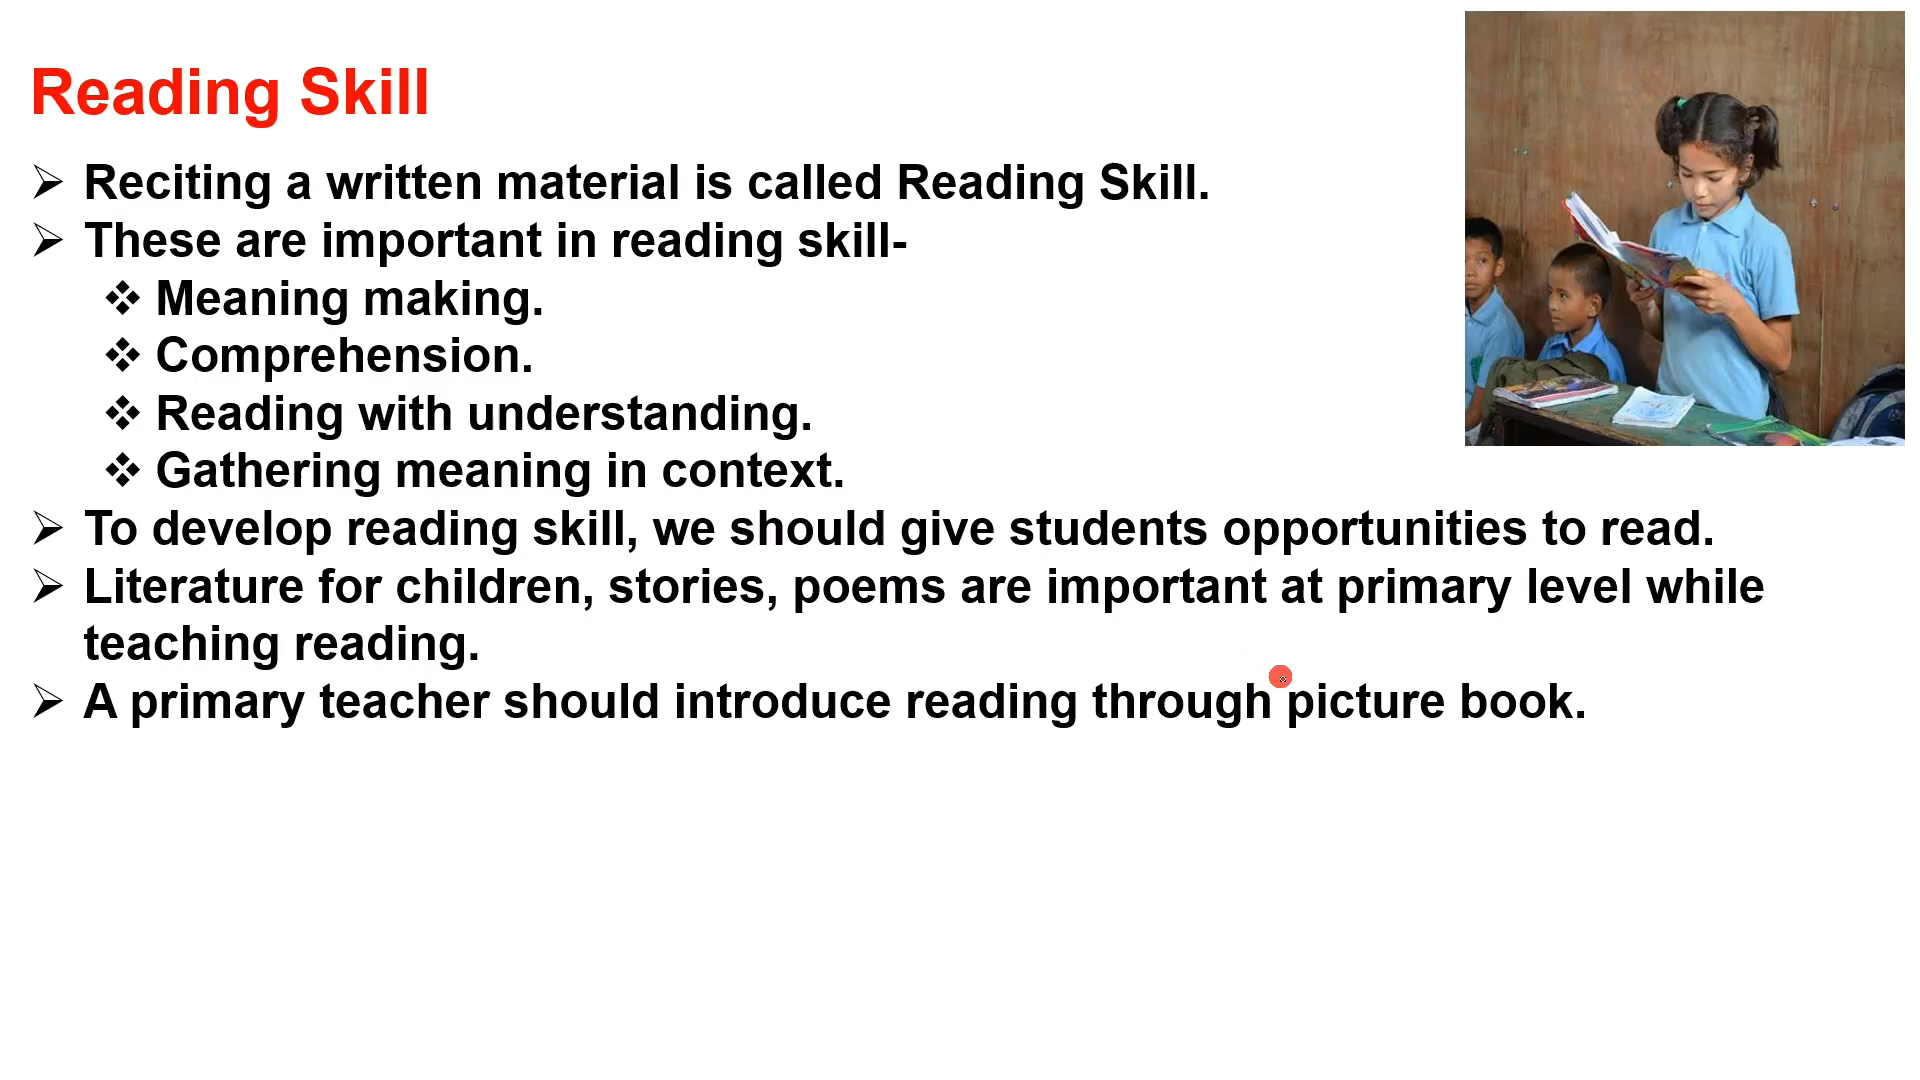 Reading Skill
➢ Reciting a written material is called Reading Skill.
➢ These are important in reading skill-
❖ Meaning making.
❖ Comprehension.
❖ Reading with understanding.
❖ Gathering meaning in context.
➢ To develop reading skill, we should give students opportunities to read.
➢ Literature for children, stories, poems are important at primary level while
teaching reading.
➢ A primary teacher should introduce reading through picture book.